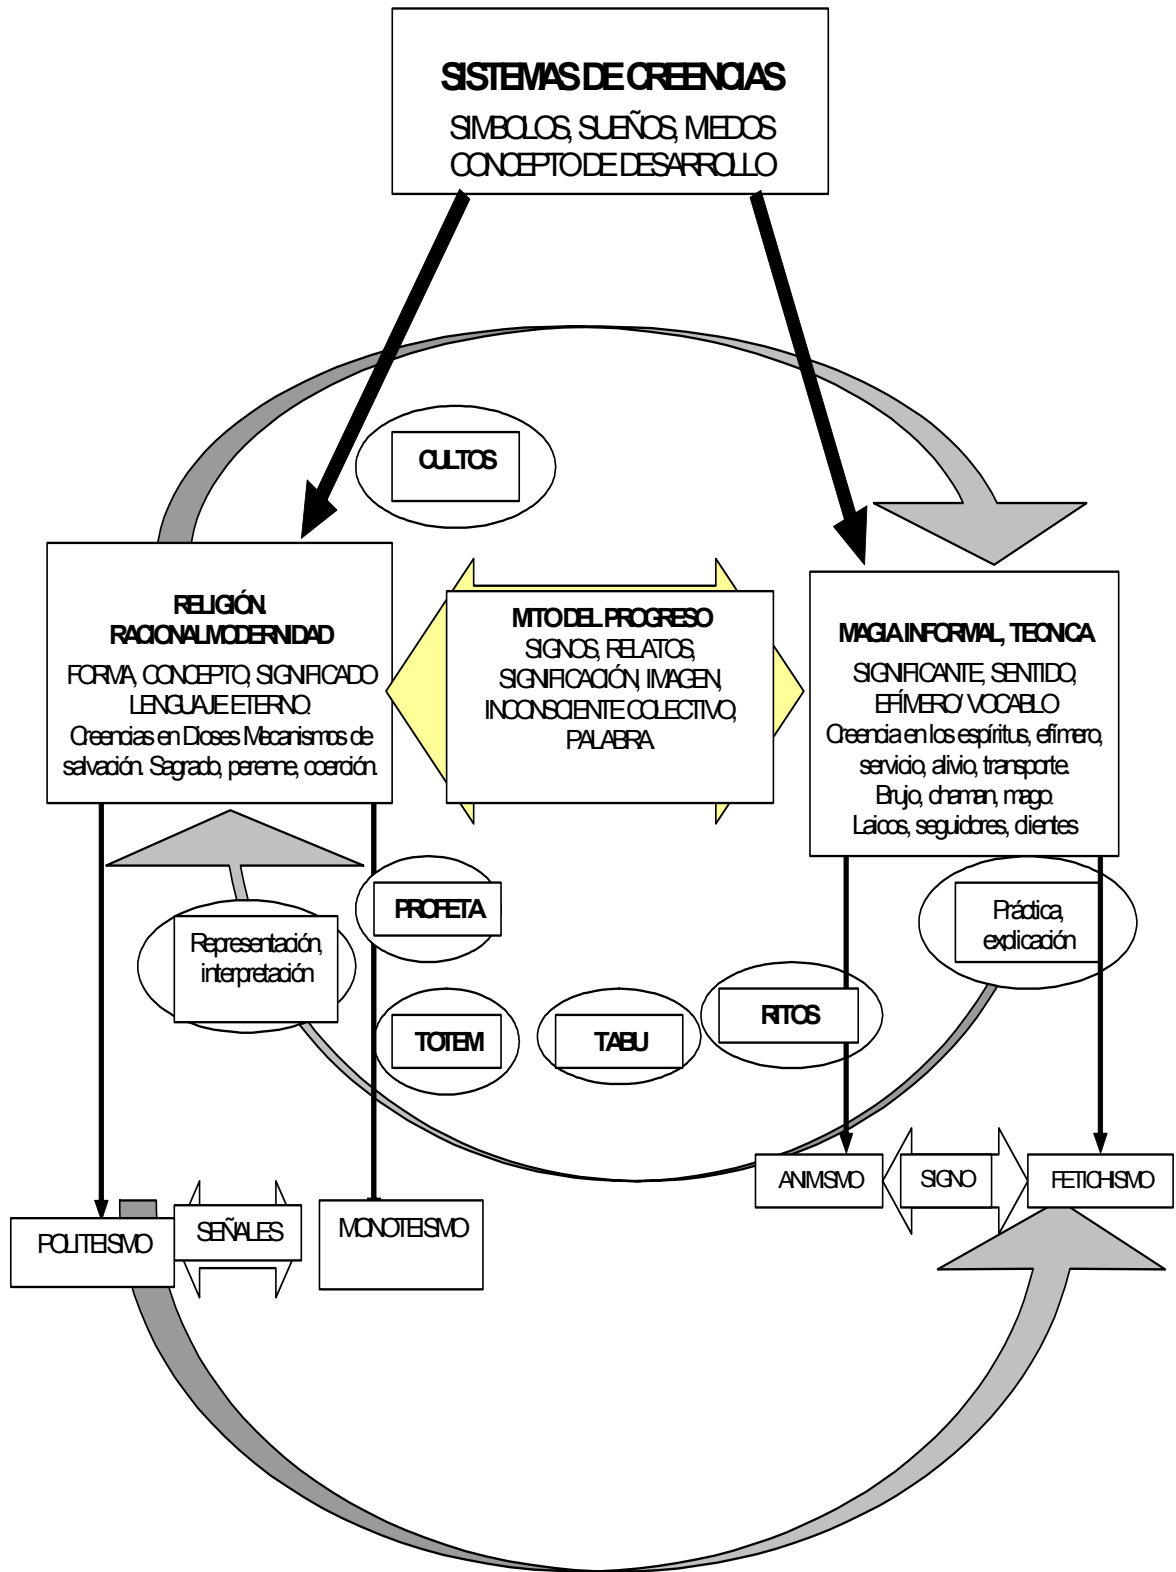 SISTEMAS DE CREENCIAS
SIMBOLOS, SUEÑOS, MIEDOS
CONCEPTO DE DESARROLLO
CULTOS
RELIGIÓN.
RACIONAL MODERNIDAD
FORMA, CONCEPTO, SIGNIFICADO
LENGUAJE ETERNO.
Creencias en Dioses Mecanismos de
salvación. Sagrado, perenne, coerción.
MITO DEL PROGRESO
SIGNOS, RELATOS,
SIGNIFICACIÓN, IMAGEN,
INCONSCIENTE COLECTIVO,
PALABRA.
MAGIA INFORMAL, TECNICA
SIGNIFICANTE, SENTIDO,
EFÍMERO/ VOCABLO
Creencia en los espíritus, efímero,
servicio, alivio, transporte.
Brujo, chaman, mago.
Laicos, seguidores, clientes
PROFETA
Representación,
interpretación
Práctica,
explicación
TOTEM
TABU
RITOS
ANIMISMO
SIGNO
FETICHISMO
POLITEISMO
SEÑALES
MONOTEISMO